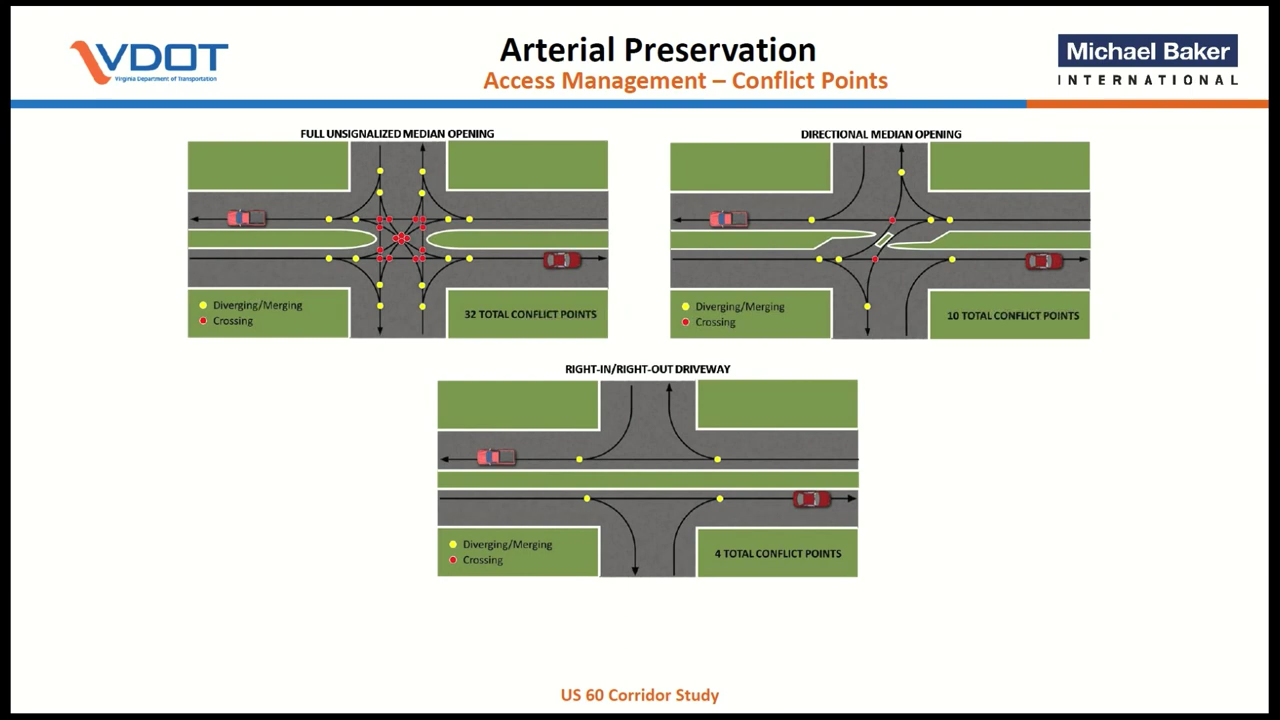 VDOT
Virginia Department of Transportation
Arterial Preservation
Access Management – Conflict Points
Michael Baker
INTERNATIONAL
FULL UNSIGNALIZED MEDIAN OPENING
Diverging/Merging
Crossing
32 TOTAL CONFLICT POINTS
DIRECTIONAL MEDIAN OPENING
Diverging/Merging
Crossing
10 TOTAL CONFLICT POINTS
RIGHT-IN/RIGHT-OUT DRIVEWAY
Diverging/Merging
Crossing
4 TOTAL CONFLICT POINTS
US 60 Corridor Study